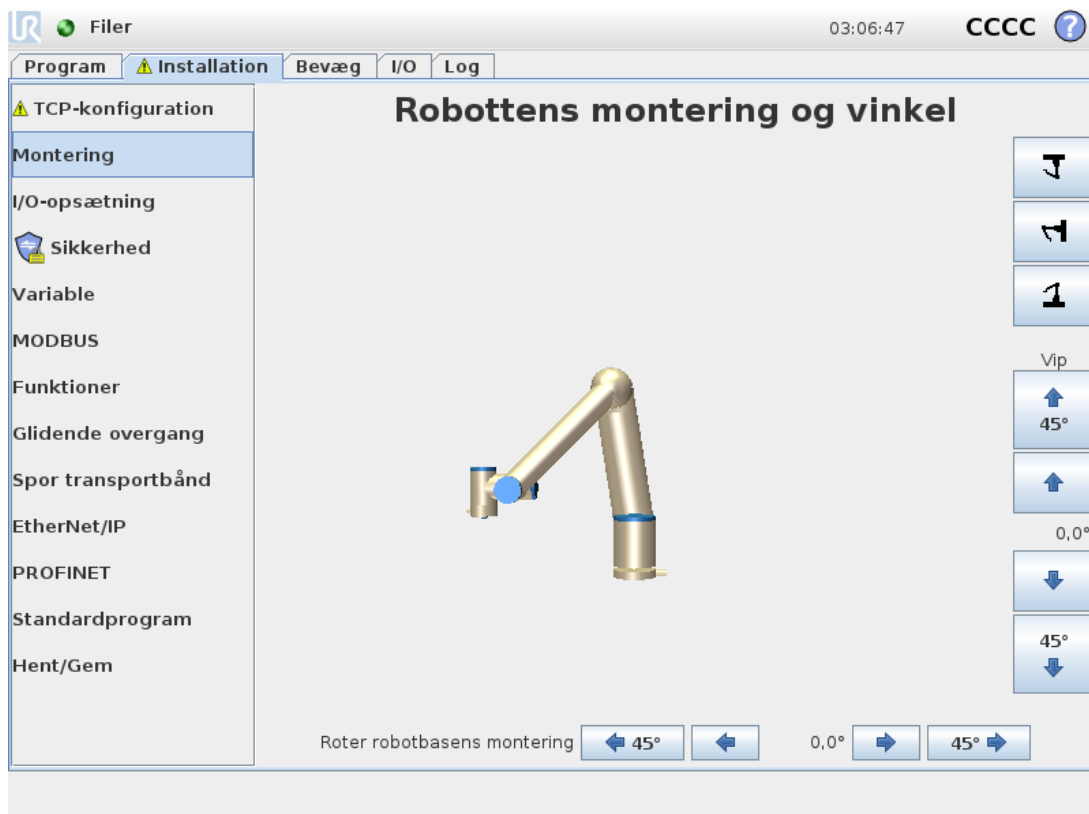 UR Filer 03:06:47 CCCC ?
Program Installation Bevæg I/O Log
TCP-konfiguration
Montering
I/O-opsætning
Sikkerhed
Variable
MODBUS
Funktioner
Glidende overgang
Spor transportbånd
EtherNet/IP
PROFINET
Standardprogram
Hent/Gem
Robottens montering og vinkel
Vip
45°
0,0°
45°
Roter robotbasens montering 45° 0,0° 45°